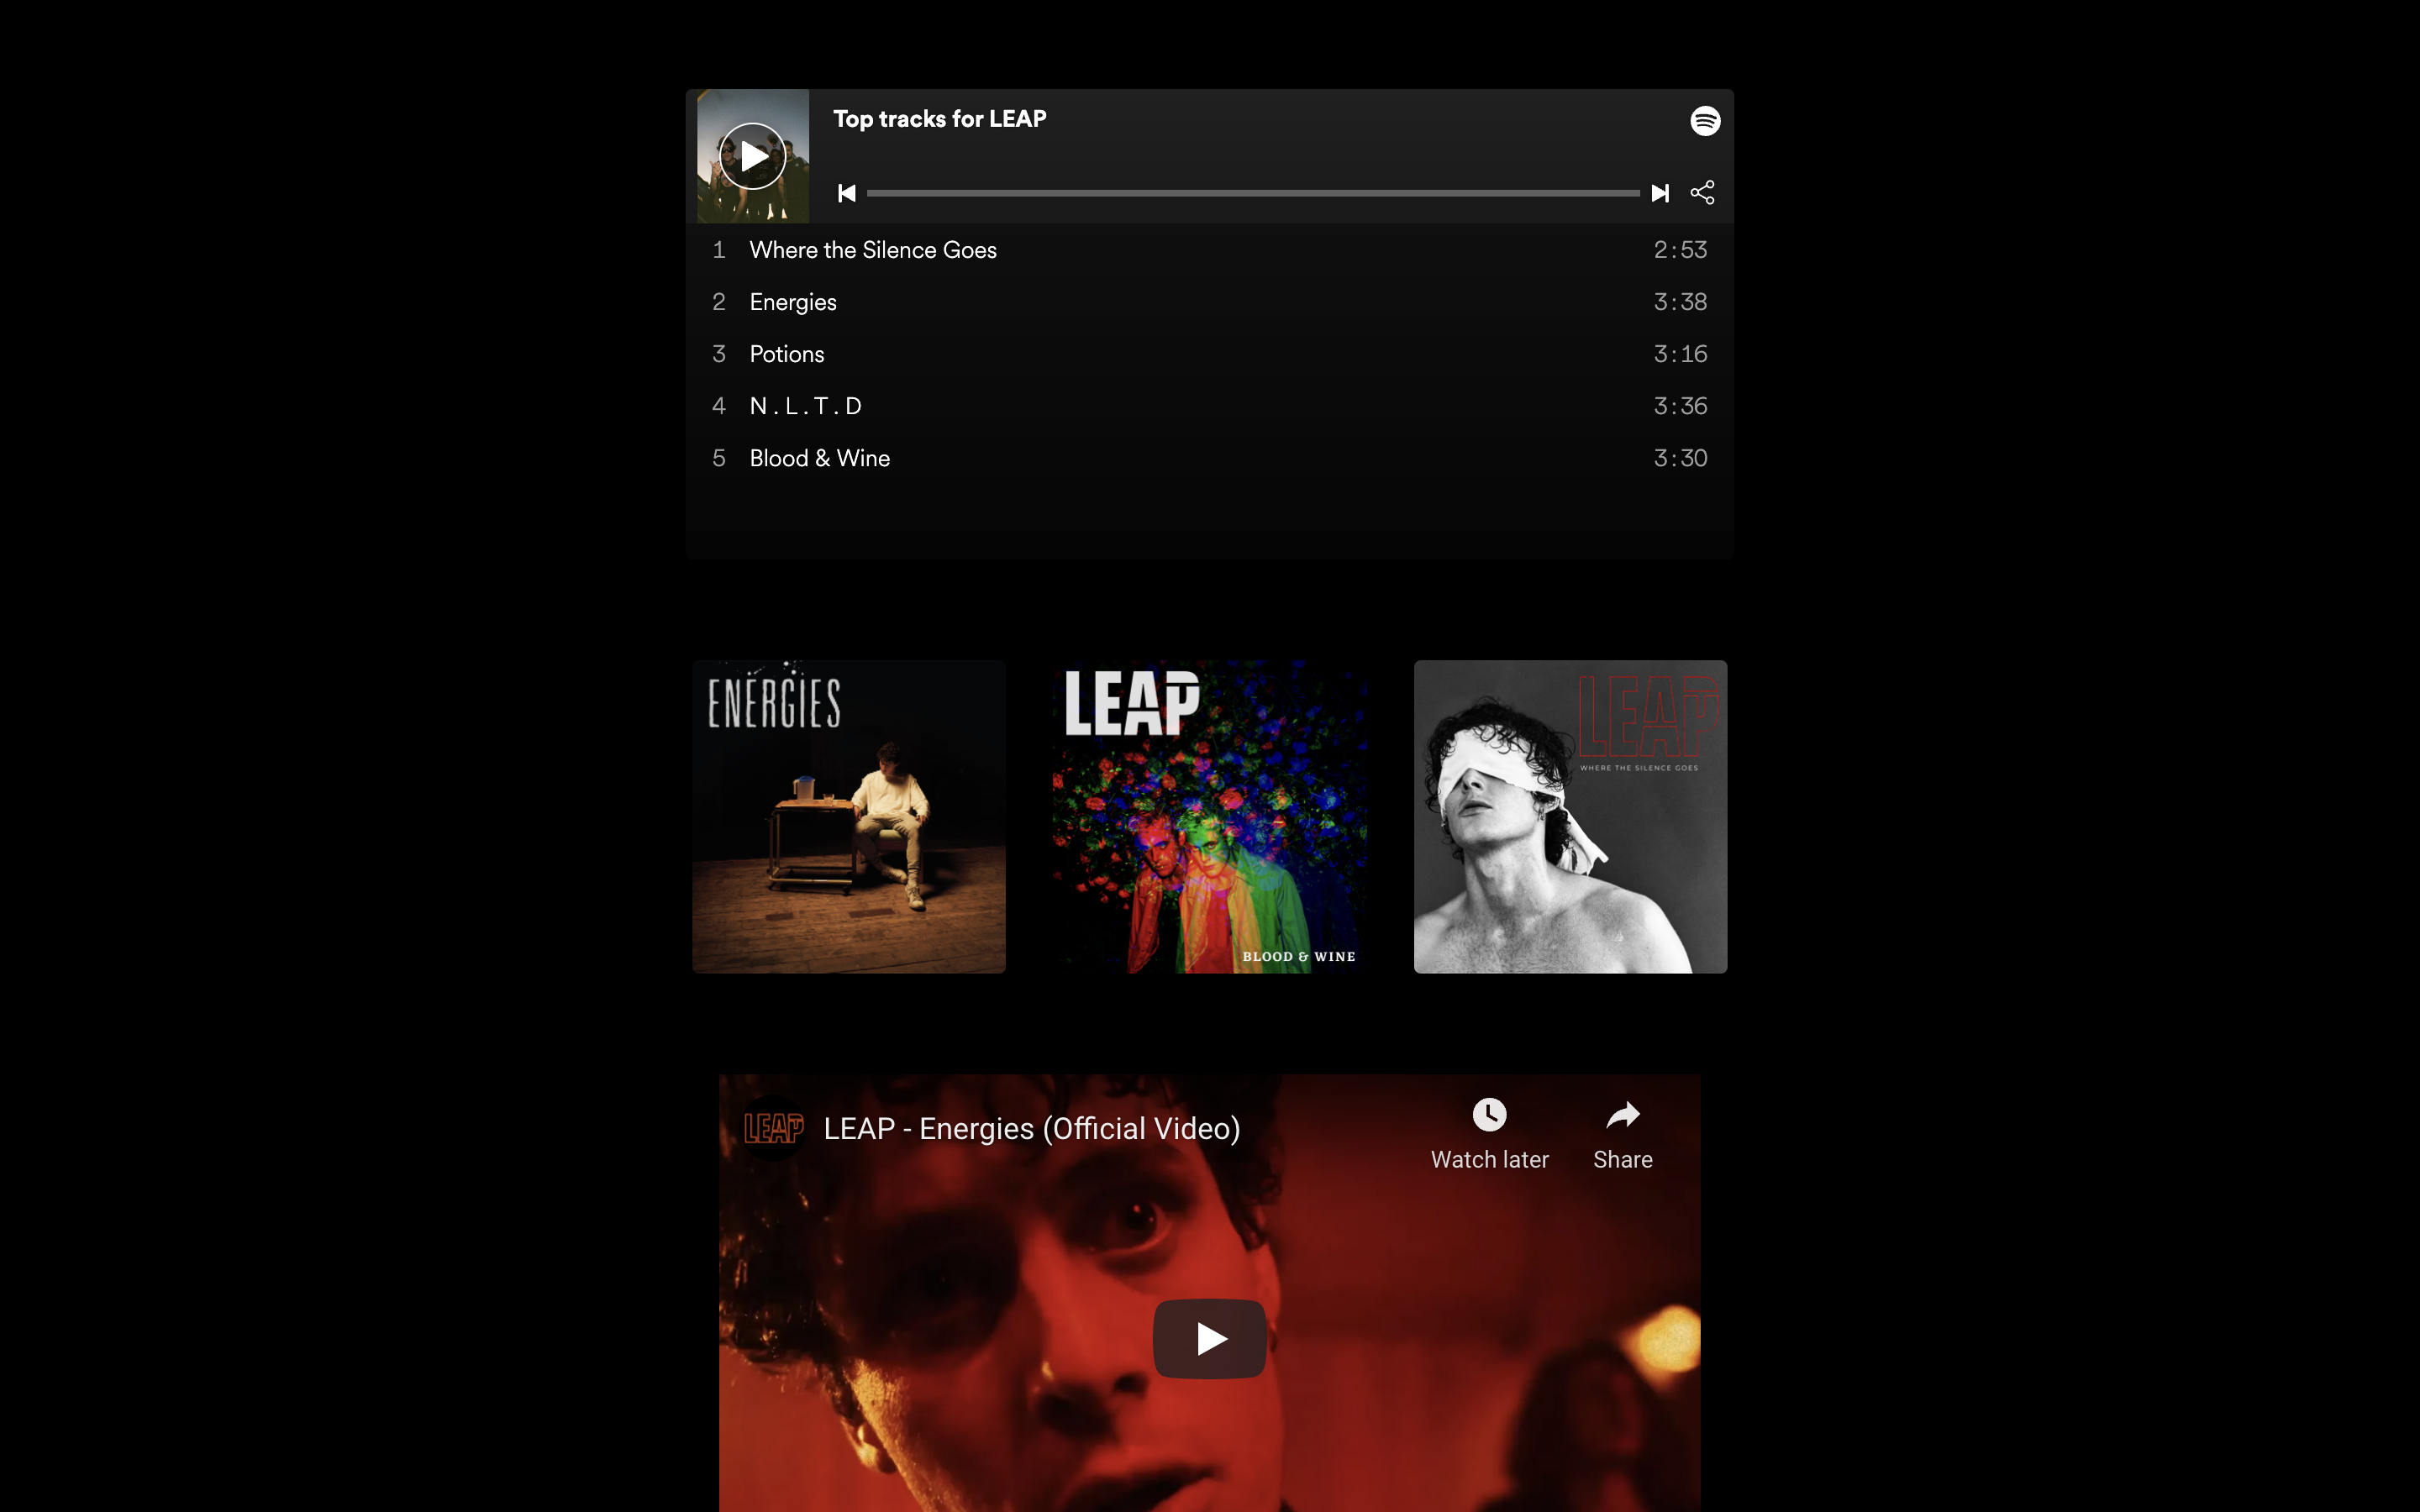 Top tracks for LEAP
1 Where the Silence Goes 2:53
2 Energies 3:38
3 Potions 3:16
4 N . L . T . D 3:36
5 Blood & Wine 3:30
ENERGIES
LEAP
BLOOD & WINE
LEAP
WHERE THE SILENCE GOES
LEAP
LEAP - Energies (Official Video)
Watch later
Share